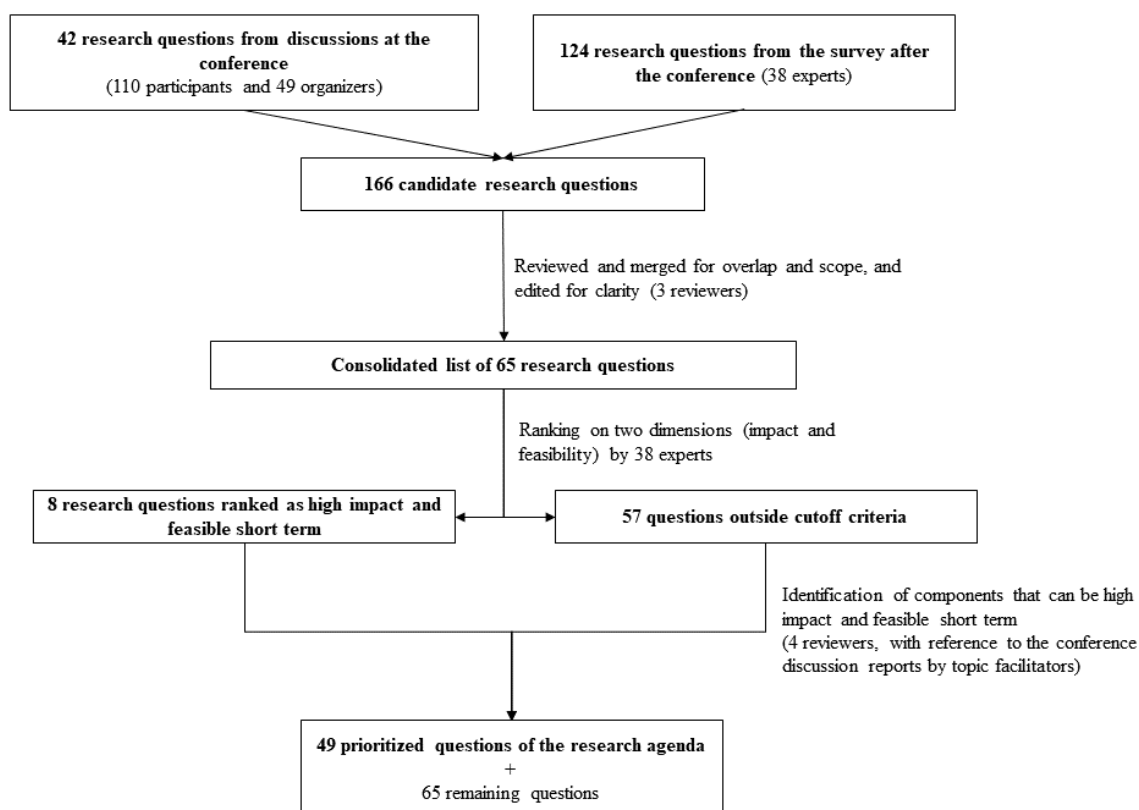 42 research questions from discussions at the
conference
(110 participants and 49 organizers)
124 research questions from the survey after
the conference (38 experts)
166 candidate research questions
Reviewed and merged for overlap and scope, and
edited for clarity (3 reviewers)
Consolidated list of 65 research questions
Ranking on two dimensions (impact and
feasibility) by 38 experts
8 research questions ranked as high impact and
feasible short term
57 questions outside cutoff criteria
Identification of components that can be high
impact and feasible short term
(4 reviewers, with reference to the conference
discussion reports by topic facilitators)
49 prioritized questions of the research agenda
+
65 remaining questions